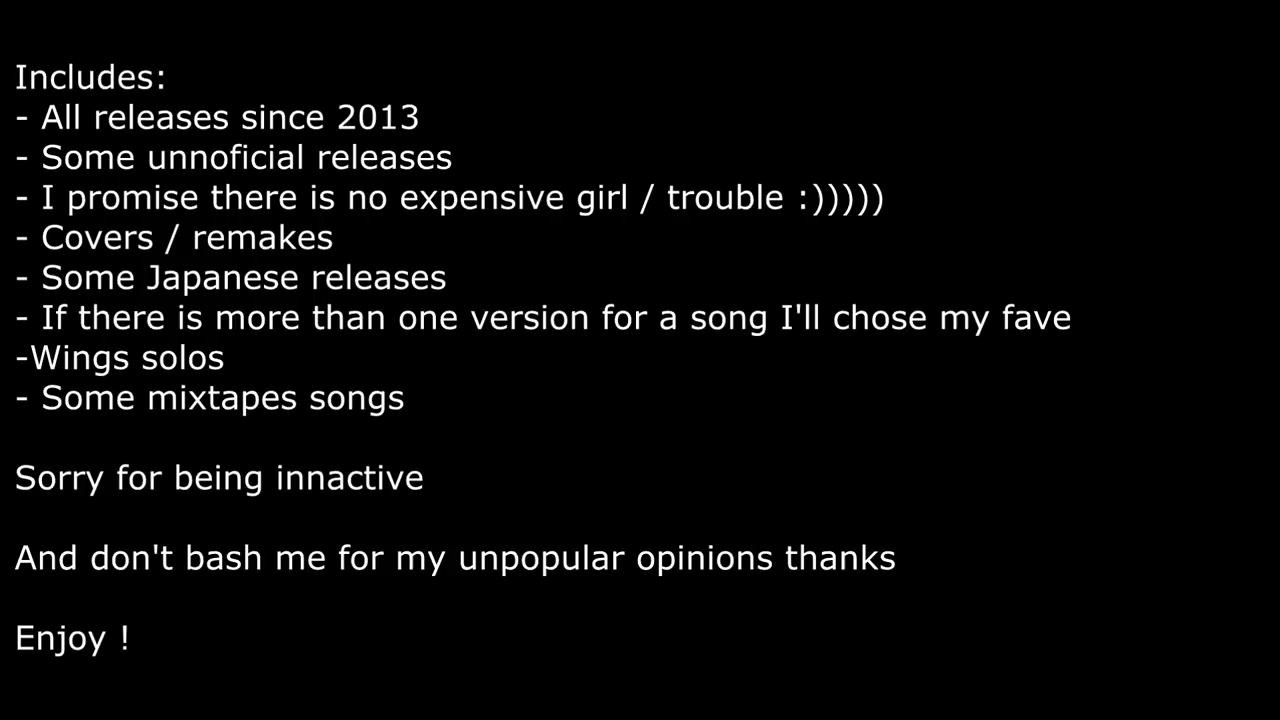 Includes:
- All releases since 2013
- Some unnoficial releases
- I promise there is no expensive girl / trouble :)))))
- Covers / remakes
- Some Japanese releases
- If there is more than one version for a song I'll chose my fave
-Wings solos
- Some mixtapes songs
Sorry for being innactive
And don't bash me for my unpopular opinions thanks
Enjoy !